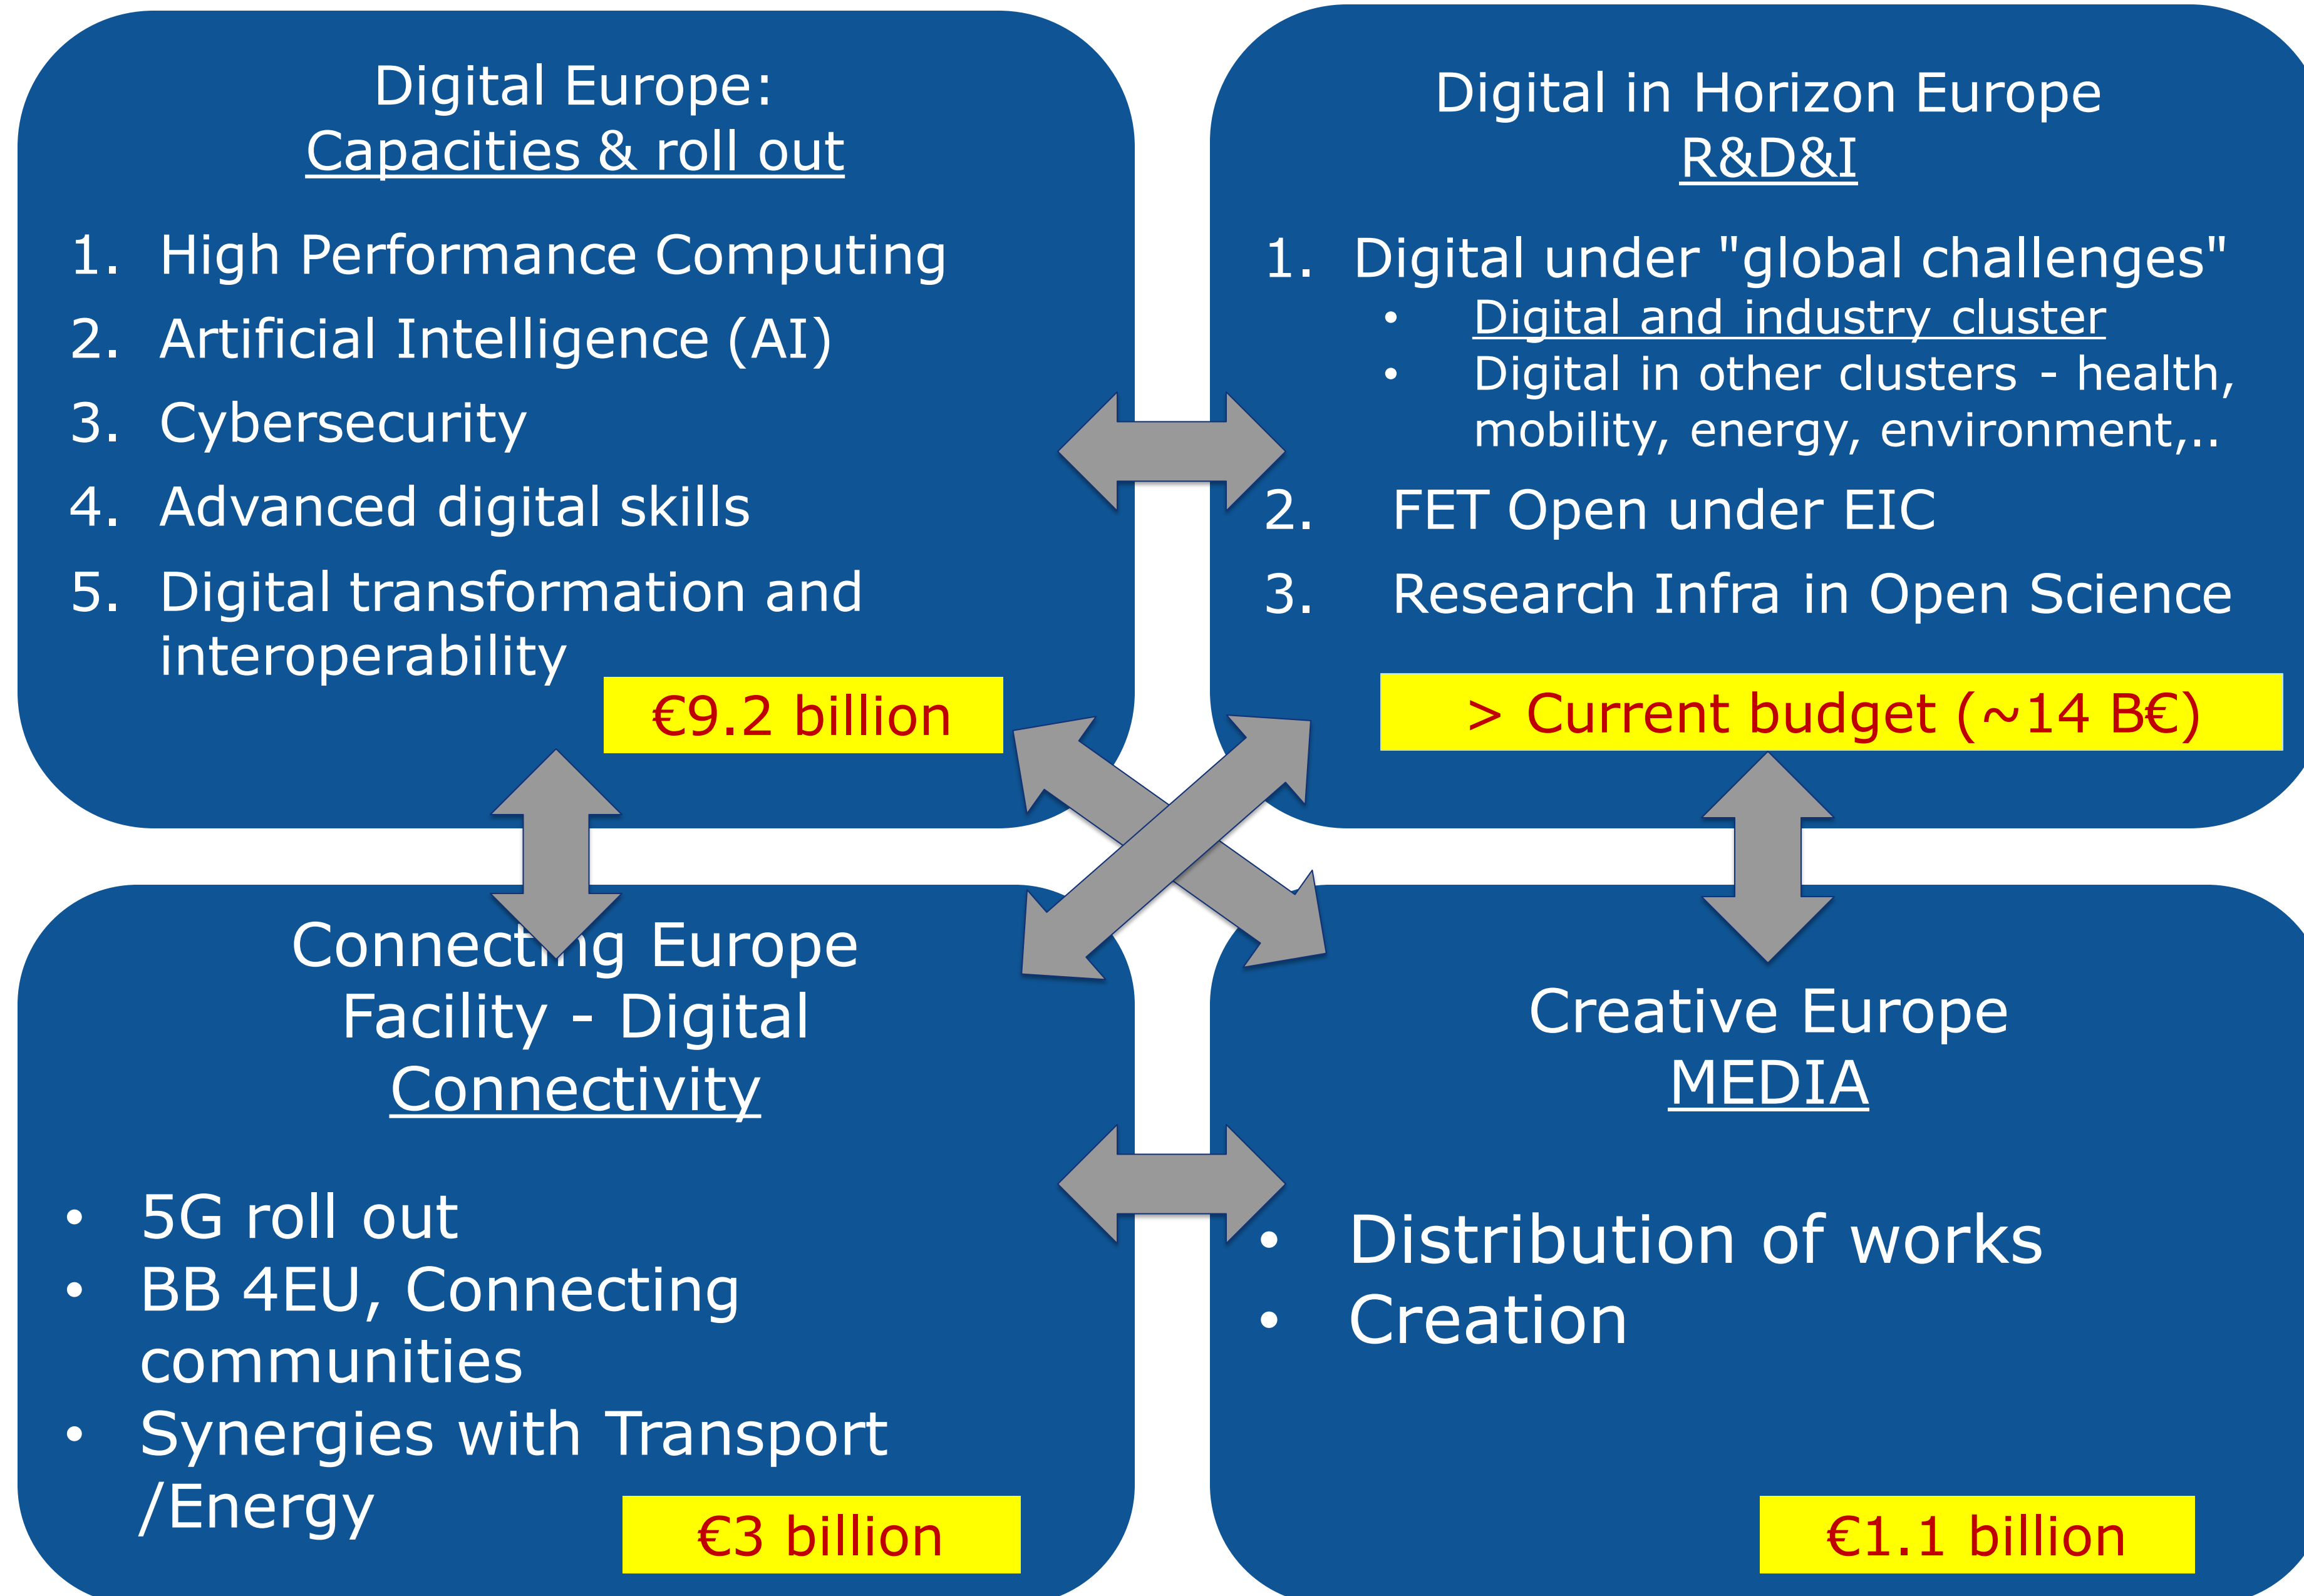 Digital Europe:
Capacities & roll out
1. High Performance Computing
2. Artificial Intelligence (AI)
3. Cybersecurity
4. Advanced digital skills
5. Digital transformation and
interoperability
€9.2 billion
Digital in Horizon Europe
R&D&I
1. Digital under "global challenges"
• Digital and industry cluster
• Digital in other clusters - health,
mobility, energy, environment,..
2. FET Open under EIC
3. Research Infra in Open Science
> Current budget (~14 B€)
Connecting Europe
Facility - Digital
Connectivity
• 5G roll out
• BB 4EU, Connecting
communities
• Synergies with Transport
/Energy
€3 billion
Creative Europe
MEDIA
• Distribution of works
• Creation
€1.1 billion